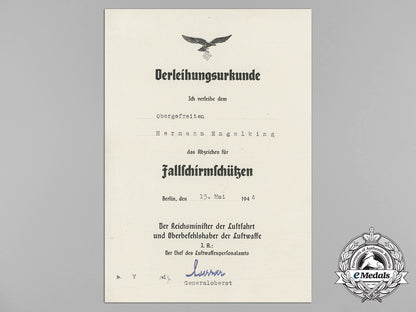 Verleihungsurkunde
Ich verleihe dem
Obergefreiten
Hermann Engelking
das Abzeichen für
Fallschirmschützen
Berlin, den 15. Mai 1944
Der Reichsminister der Luftfahrt
und Oberbefehlshaber der Luftwaffe
J. A.:
Der Chef des Luftwaffenpersonalamts
Generaloberst
eMedals